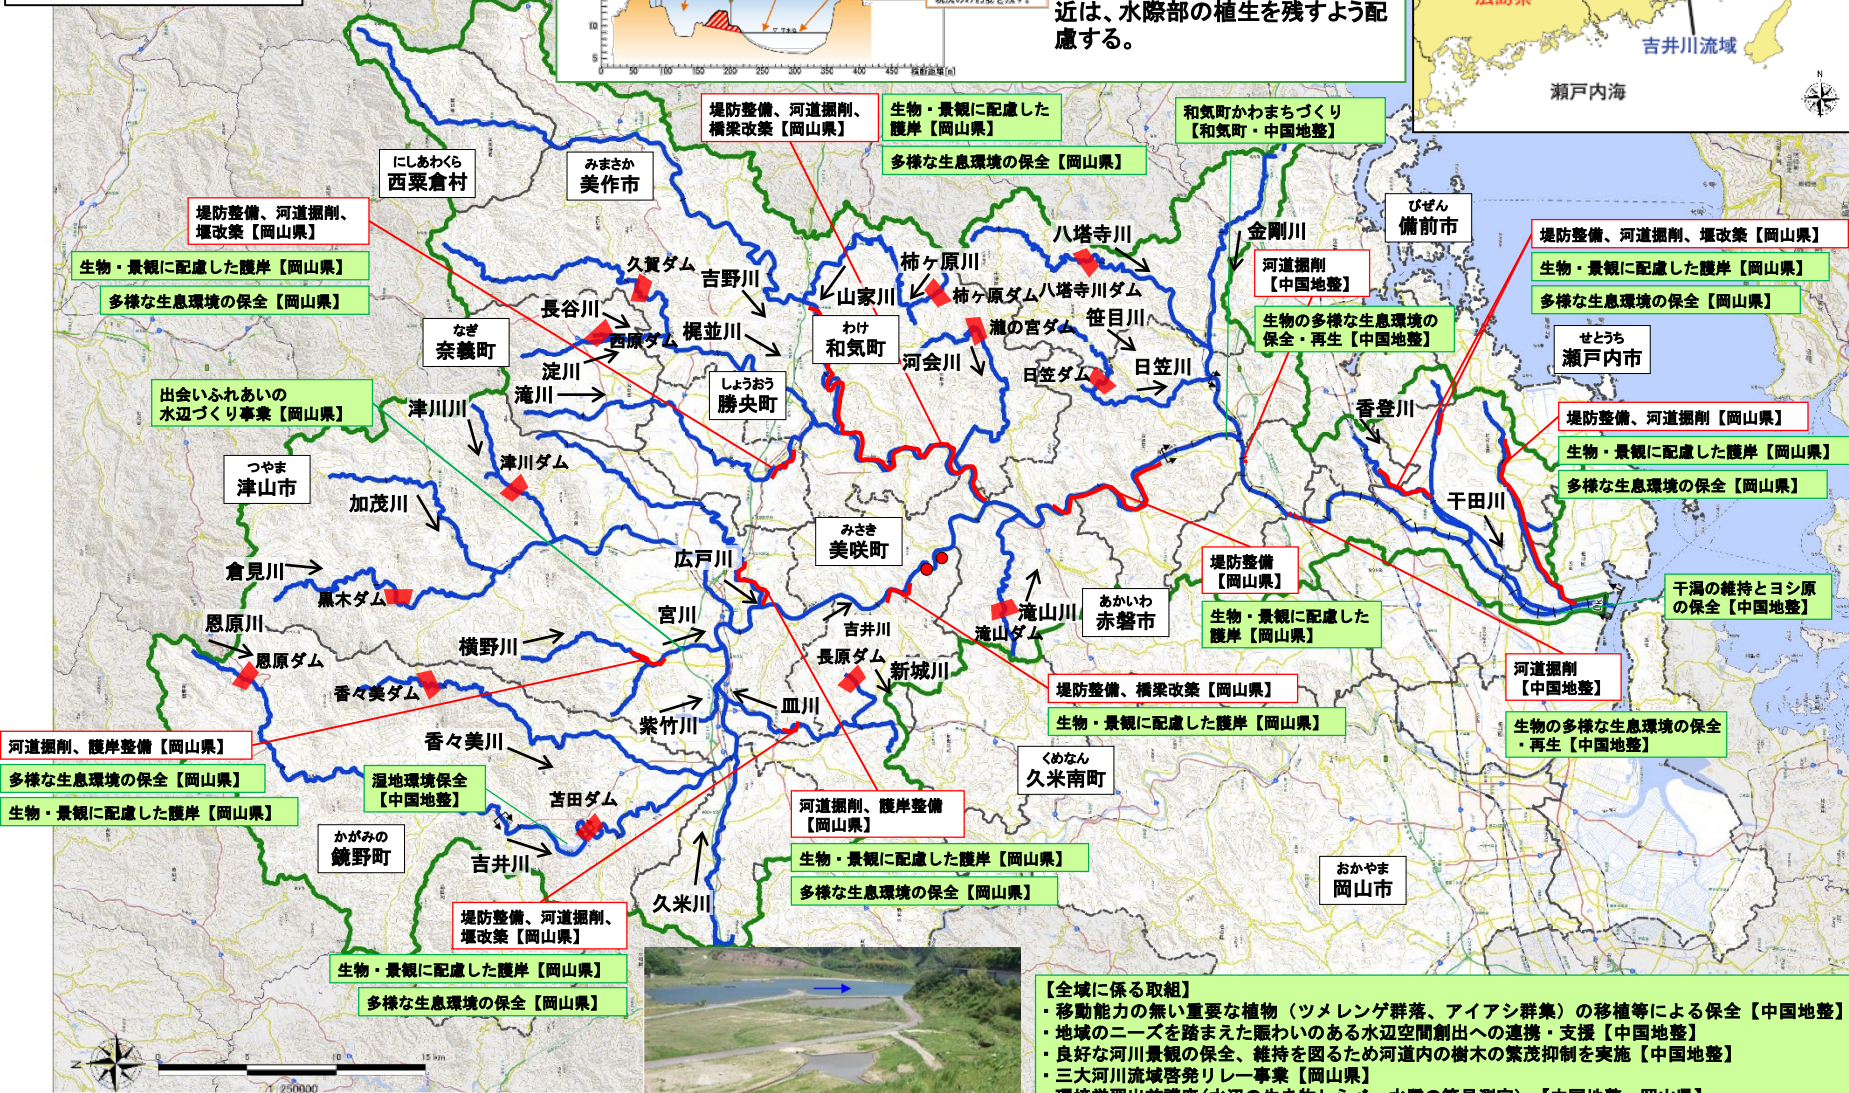 近は、水際部の植生を残すよう配
慮する。
10
5
0 50 100 150 200 250 300 350 400 450 横断距離[m]
広島県
吉井川流域
瀬戸内海
N
堤防整備、河道掘削、
橋梁改築【岡山県】
生物・景観に配慮した
護岸【岡山県】
多様な生息環境の保全【岡山県】
和気町かわまちづくり
【和気町・中国地整】
にしあわくら
西粟倉村
みまさか
美作市
びぜん
備前市
堤防整備、河道掘削、
堰改築【岡山県】
生物・景観に配慮した護岸【岡山県】
多様な生息環境の保全【岡山県】
久賀ダム
吉野川
山家川
柿ヶ原川
柿ヶ原ダム
八塔寺川
八塔寺川ダム
金剛川
河道掘削
【中国地整】
生物の多様な生息環境の
保全・再生【中国地整】
堤防整備、河道掘削、堰改築【岡山県】
生物・景観に配慮した護岸【岡山県】
多様な生息環境の保全【岡山県】
せとうち
瀬戸内市
なぎ
奈義町
長谷川
西原ダム
梶並川
わけ
和気町
瀧の宮ダム
笹目川
淀川
滝川
しょうおう
勝央町
河会川
日笠ダム
日笠川
出会いふれあいの
水辺づくり事業【岡山県】
津川川
津川ダム
香登川
堤防整備、河道掘削【岡山県】
生物・景観に配慮した護岸【岡山県】
多様な生息環境の保全【岡山県】
つやま
津山市
加茂川
みさき
美咲町
干田川
広戸川
倉見川
黒木ダム
堤防整備
【岡山県】
生物・景観に配慮した
護岸【岡山県】
干潟の維持とヨシ原
の保全【中国地整】
恩原川
恩原ダム
横野川
宮川
吉井川
滝山川
滝山ダム
あかいわ
赤磐市
香々美ダム
長原ダム
新城川
堤防整備、橋梁改築【岡山県】
生物・景観に配慮した護岸【岡山県】
河道掘削
【中国地整】
生物の多様な生息環境の保全
・再生【中国地整】
紫竹川
皿川
香々美川
河道掘削、護岸整備【岡山県】
多様な生息環境の保全【岡山県】
生物・景観に配慮した護岸【岡山県】
湿地環境保全
【中国地整】
苫田ダム
くめなん
久米南町
かがみの
鏡野町
吉井川
河道掘削、護岸整備
【岡山県】
生物・景観に配慮した護岸【岡山県】
多様な生息環境の保全【岡山県】
久米川
おかやま
岡山市
堤防整備、河道掘削、
堰改築【岡山県】
生物・景観に配慮した護岸【岡山県】
多様な生息環境の保全【岡山県】
N
0 5 10 15 km
1:250000
【全域に係る取組】
・移動能力の無い重要な植物（ツメレンゲ群落、アイアシ群集）の移植等による保全【中国地整】
・地域のニーズを踏まえた賑わいのある水辺空間創出への連携・支援【中国地整】
・良好な河川景観の保全、維持を図るため河道内の樹木の繁茂抑制を実施【中国地整】
・三大河川流域啓発リレー事業【岡山県】